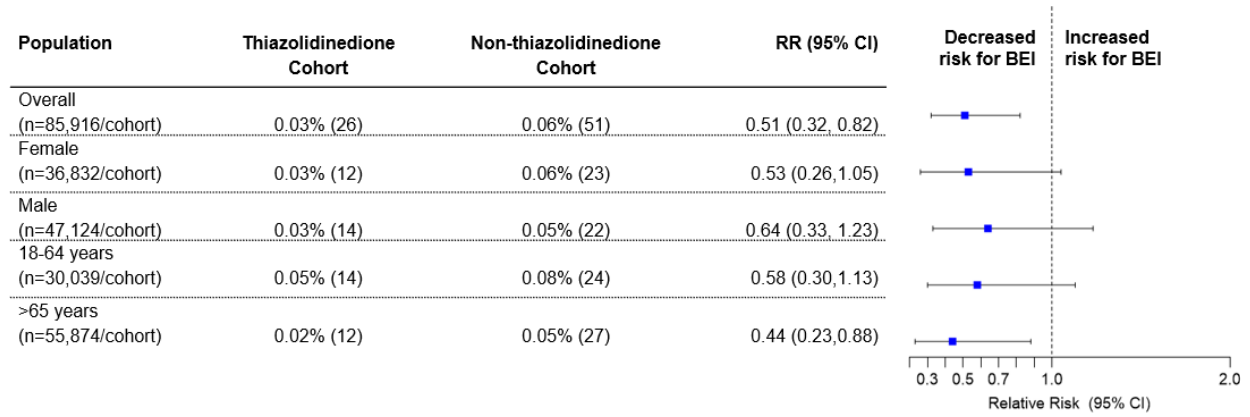 Population Thiazolidinedione Cohort Non-thiazolidinedione Cohort RR (95% CI) Decreased risk for BEI Increased risk for BEI
Overall
(n=85,916/cohort) 0.03% (26) 0.06% (51) 0.51 (0.32, 0.82)
Female
(n=36,832/cohort) 0.03% (12) 0.06% (23) 0.53 (0.26,1.05)
Male
(n=47,124/cohort) 0.03% (14) 0.05% (22) 0.64 (0.33, 1.23)
18-64 years
(n=30,039/cohort) 0.05% (14) 0.08% (24) 0.58 (0.30,1.13)
>65 years
(n=55,874/cohort) 0.02% (12) 0.05% (27) 0.44 (0.23,0.88)
0.3 0.5 0.7 1.0 2.0
Relative Risk (95% CI)